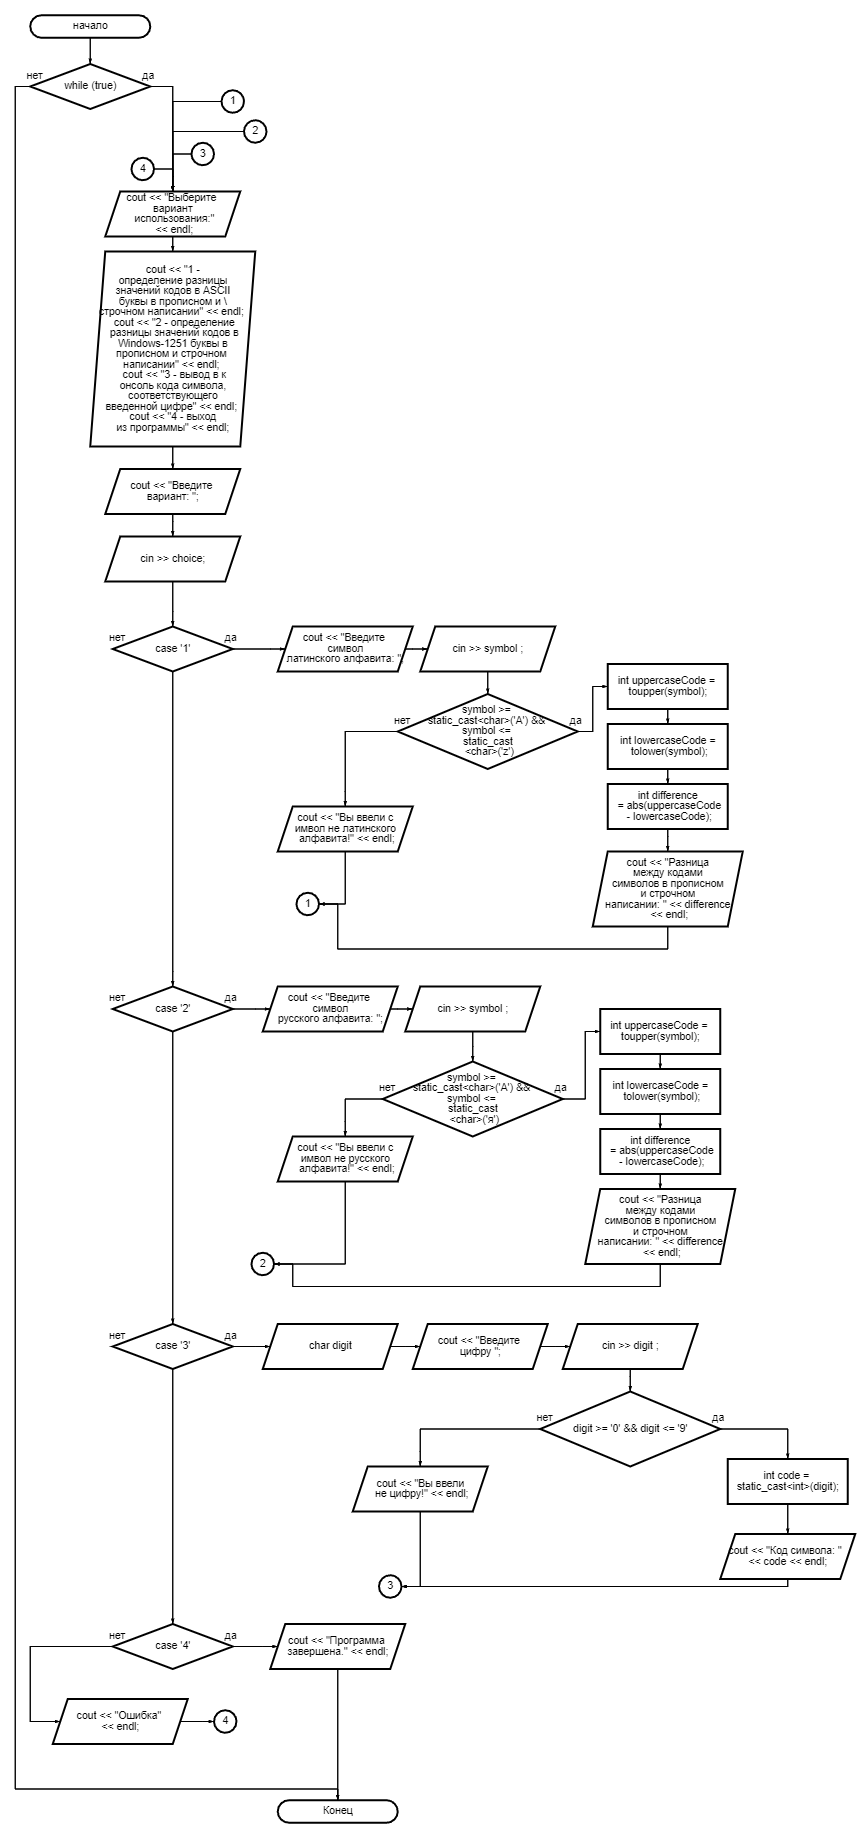 начало
while (true)
нет
да
1
2
3
4
cout << "Выберите
вариант
использования:"
<< endl;
cout << "1 -
определение разницы
значений кодов в ASCII
буквы в прописном и \
строчном написании" << endl;
cout << "2 - определение
разницы значений кодов в
Windows-1251 буквы в
прописном и строчном
написании" << endl;
cout << "3 - вывод в к
онсоль кода символа,
соответствующего
введенной цифре" << endl;
cout << "4 - выход
из программы" << endl;
cout << "Введите
вариант: ";
cin >> choice;
нет
case '1'
да
cout << "Введите
символ
латинского алфавита: ";
cin >> symbol ;
нет
symbol >=
static_cast<char>('A') &&
symbol <=
static_cast
<char>('z')
да
int uppercaseCode =
toupper(symbol);
int lowercaseCode =
tolower(symbol);
int difference
= abs(uppercaseCode
- lowercaseCode);
cout << "Разница
между кодами
символов в прописном
и строчном
написании: " << difference
<< endl;
cout << "Вы ввели с
имвол не латинского
алфавита!" << endl;
1
нет
case '2'
да
cout << "Введите
символ
русского алфавита: ";
cin >> symbol ;
нет
symbol >=
static_cast<char>('А') &&
symbol <=
static_cast
<char>('я')
да
int uppercaseCode =
toupper(symbol);
int lowercaseCode =
tolower(symbol);
int difference
= abs(uppercaseCode
- lowercaseCode);
cout << "Разница
между кодами
символов в прописном
и строчном
написании: " << difference
<< endl;
cout << "Вы ввели с
имвол не русского
алфавита!" << endl;
2
нет
case '3'
да
char digit
cout << "Введите
цифру ";
cin >> digit ;
нет
digit >= '0' && digit <= '9'
да
cout << "Вы ввели
не цифру!" << endl;
int code =
static_cast<int>(digit);
cout << "Код символа: "
<< code << endl;
3
нет
case '4'
да
cout << "Программа
завершена." << endl;
cout << "Ошибка"
<< endl;
4
Конец